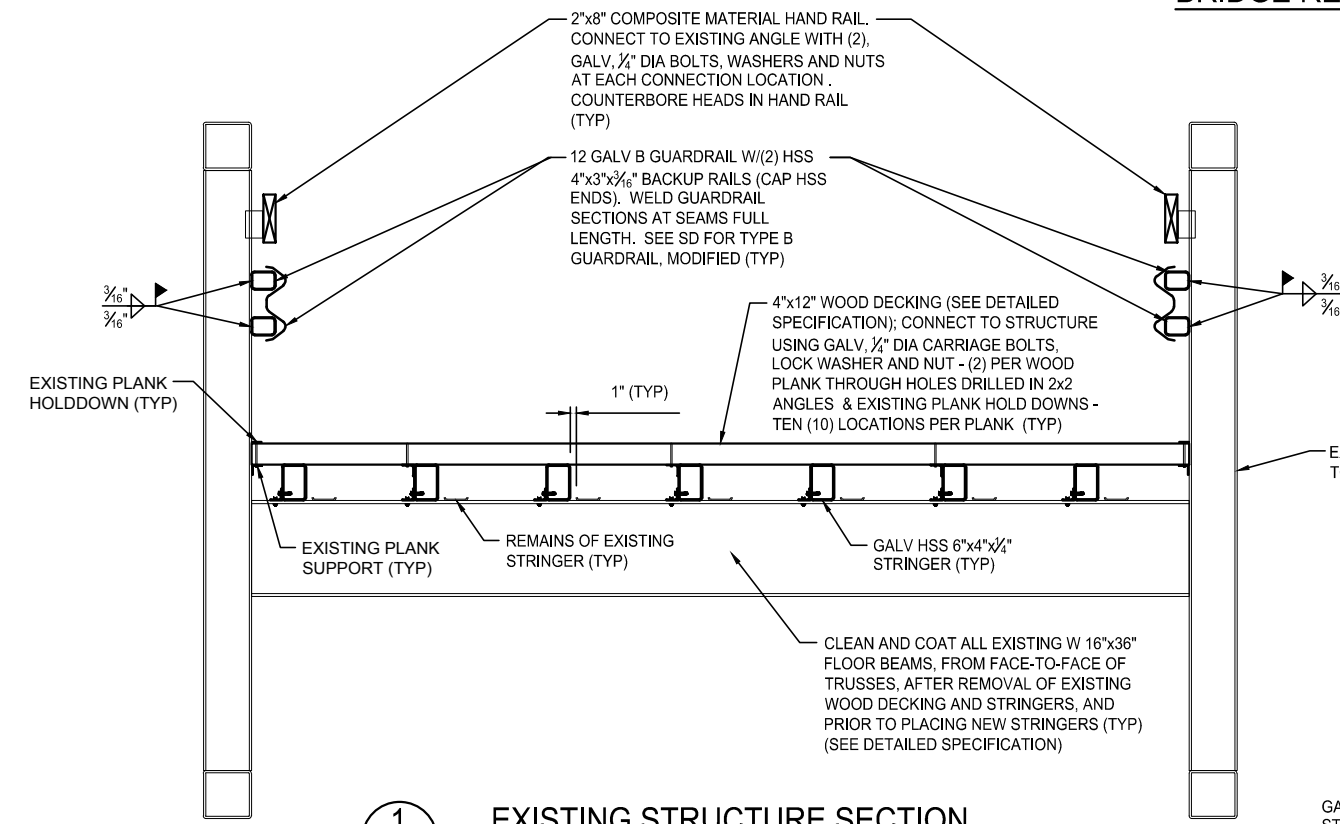 2"x8" COMPOSITE MATERIAL HAND RAIL.
CONNECT TO EXISTING ANGLE WITH (2),
GALV, 1/4" DIA BOLTS, WASHERS AND NUTS
AT EACH CONNECTION LOCATION .
COUNTERBORE HEADS IN HAND RAIL
(TYP)
12 GALV B GUARDRAIL W/(2) HSS
4"x3"x3/16" BACKUP RAILS (CAP HSS
ENDS). WELD GUARDRAIL
SECTIONS AT SEAMS FULL
LENGTH. SEE SD FOR TYPE B
GUARDRAIL, MODIFIED (TYP)
3/16"
3/16"
3/16
3/16
4"x12" WOOD DECKING (SEE DETAILED
SPECIFICATION); CONNECT TO STRUCTURE
USING GALV, 1/4" DIA CARRIAGE BOLTS,
LOCK WASHER AND NUT - (2) PER WOOD
PLANK THROUGH HOLES DRILLED IN 2x2
ANGLES & EXISTING PLANK HOLD DOWNS -
TEN (10) LOCATIONS PER PLANK (TYP)
EXISTING PLANK
HOLDDOWN (TYP)
1" (TYP)
EXISTING PLANK
SUPPORT (TYP)
REMAINS OF EXISTING
STRINGER (TYP)
GALV HSS 6"x4"x1/4"
STRINGER (TYP)
CLEAN AND COAT ALL EXISTING W 16"x36"
FLOOR BEAMS, FROM FACE-TO-FACE OF
TRUSSES, AFTER REMOVAL OF EXISTING
WOOD DECKING AND STRINGERS, AND
PRIOR TO PLACING NEW STRINGERS (TYP)
(SEE DETAILED SPECIFICATION)
1
EXISTING STRUCTURE SECTION